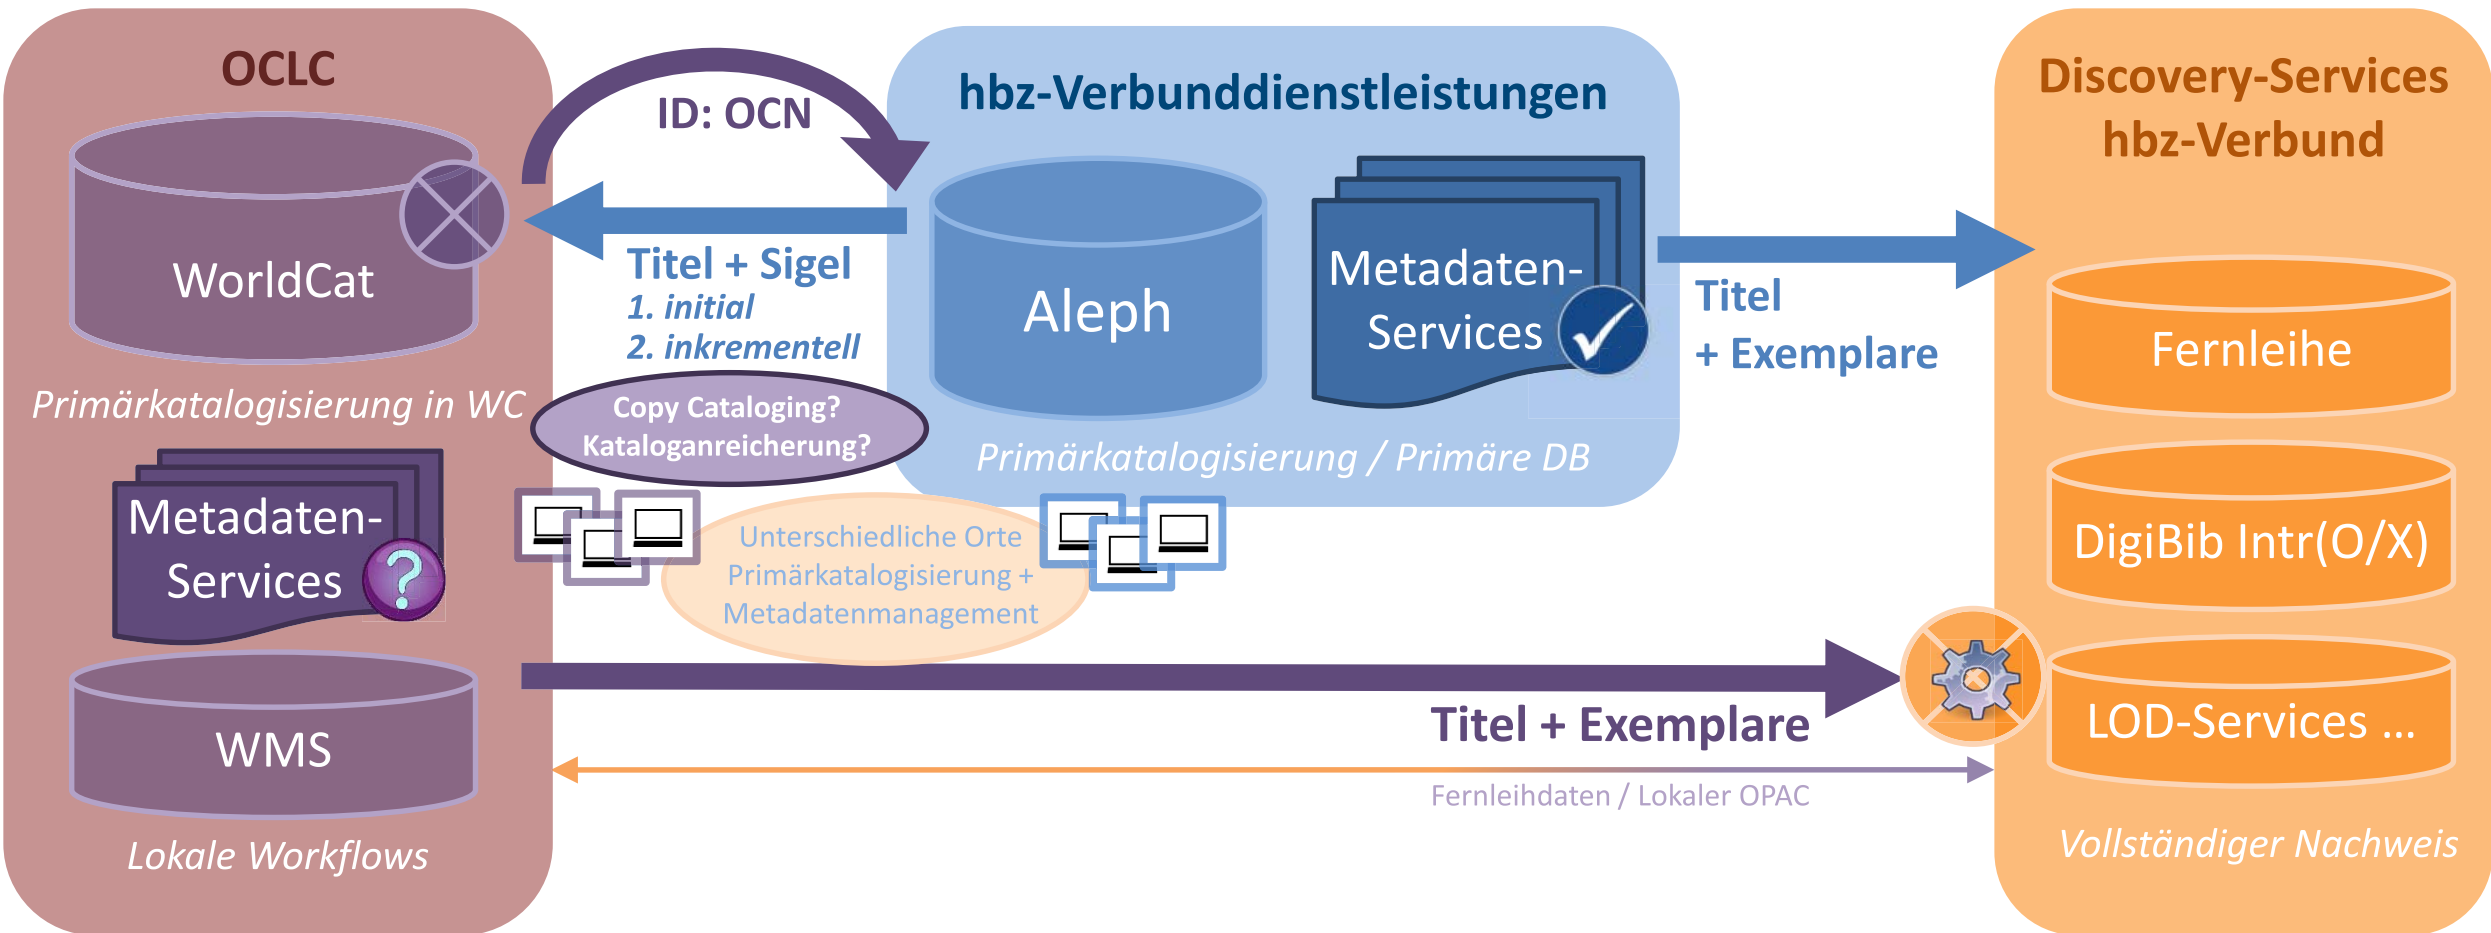 OCLC
WorldCat
Primärkatalogisierung in WC
Metadaten-
Services
?
WMS
Lokale Workflows
ID: OCN
Titel + Sigel
1. initial
2. inkrementell
Copy Cataloging?
Kataloganreicherung?
Unterschiedliche Orte
Primärkatalogisierung +
Metadatenmanagement
hbz-Verbunddienstleistungen
Aleph
Metadaten-
Services
Primärkatalogisierung / Primäre DB
Titel
+ Exemplare
Titel + Exemplare
Fernleihdaten / Lokaler OPAC
Discovery-Services
hbz-Verbund
Fernleihe
DigiBib Intr(O/X)
LOD-Services ...
Vollständiger Nachweis